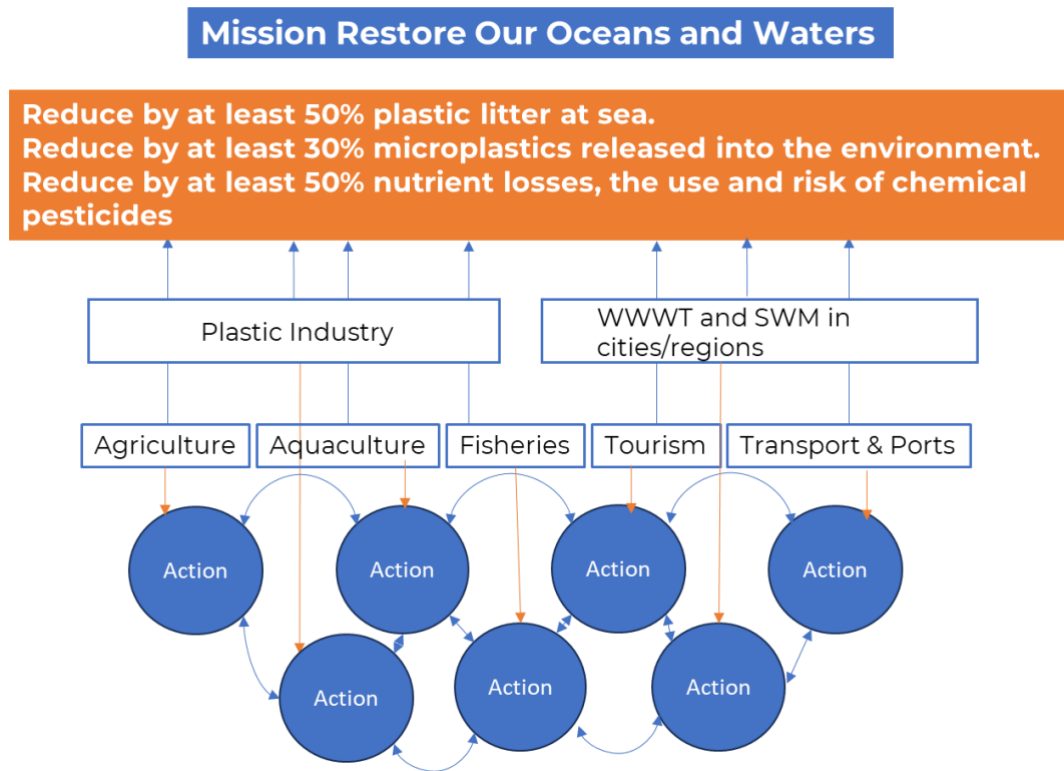 Mission Restore Our Oceans and Waters
Reduce by at least 50% plastic litter at sea.
Reduce by at least 30% microplastics released into the environment.
Reduce by at least 50% nutrient losses, the use and risk of chemical
pesticides
Plastic Industry
WWWT and SWM in
cities/regions
Agriculture
Aquaculture
Fisheries
Tourism
Transport & Ports
Action
Action
Action
Action
Action
Action
Action